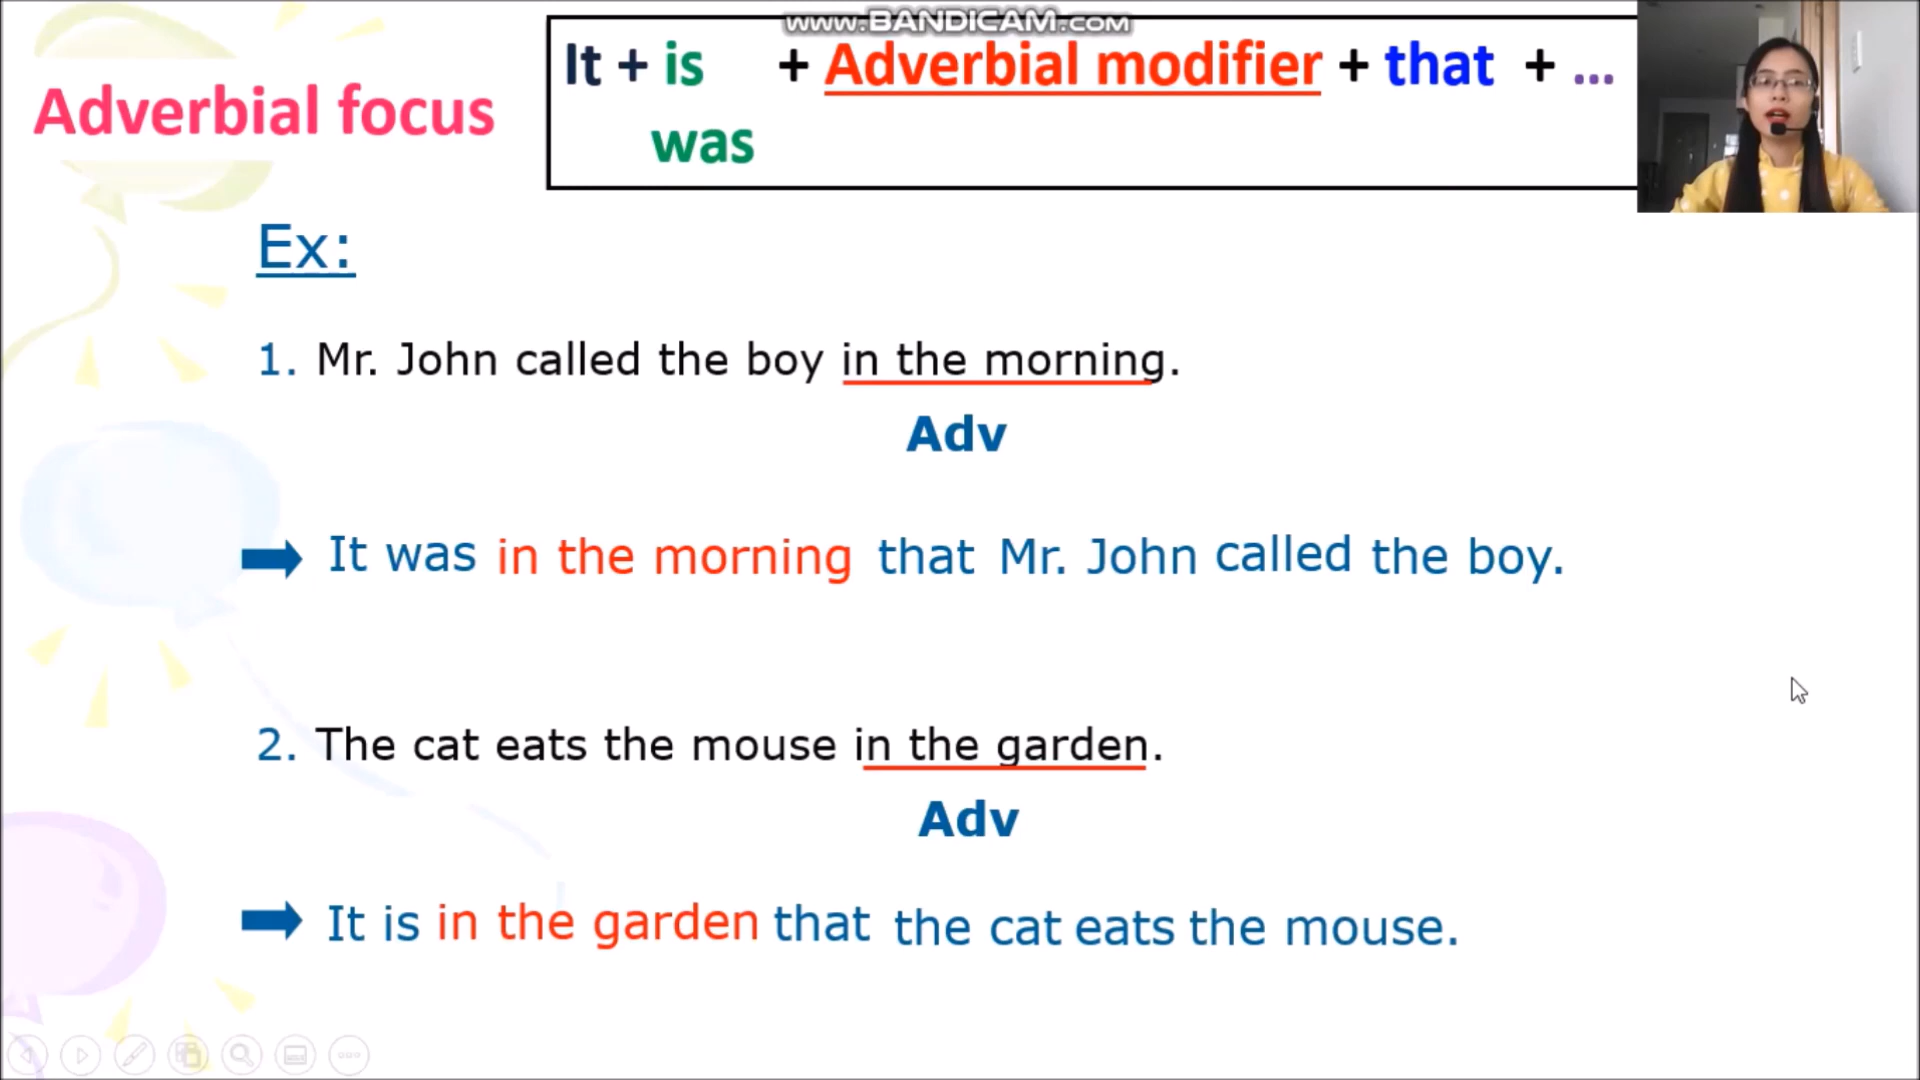 WWW.BANDICAM.COM
Adverbial focus
It + is + Adverbial modifier + that + ...
was
Ex:
1. Mr. John called the boy in the morning.
Adv
It was in the morning that Mr. John called the boy.
2. The cat eats the mouse in the garden.
Adv
It is in the garden that the cat eats the mouse.